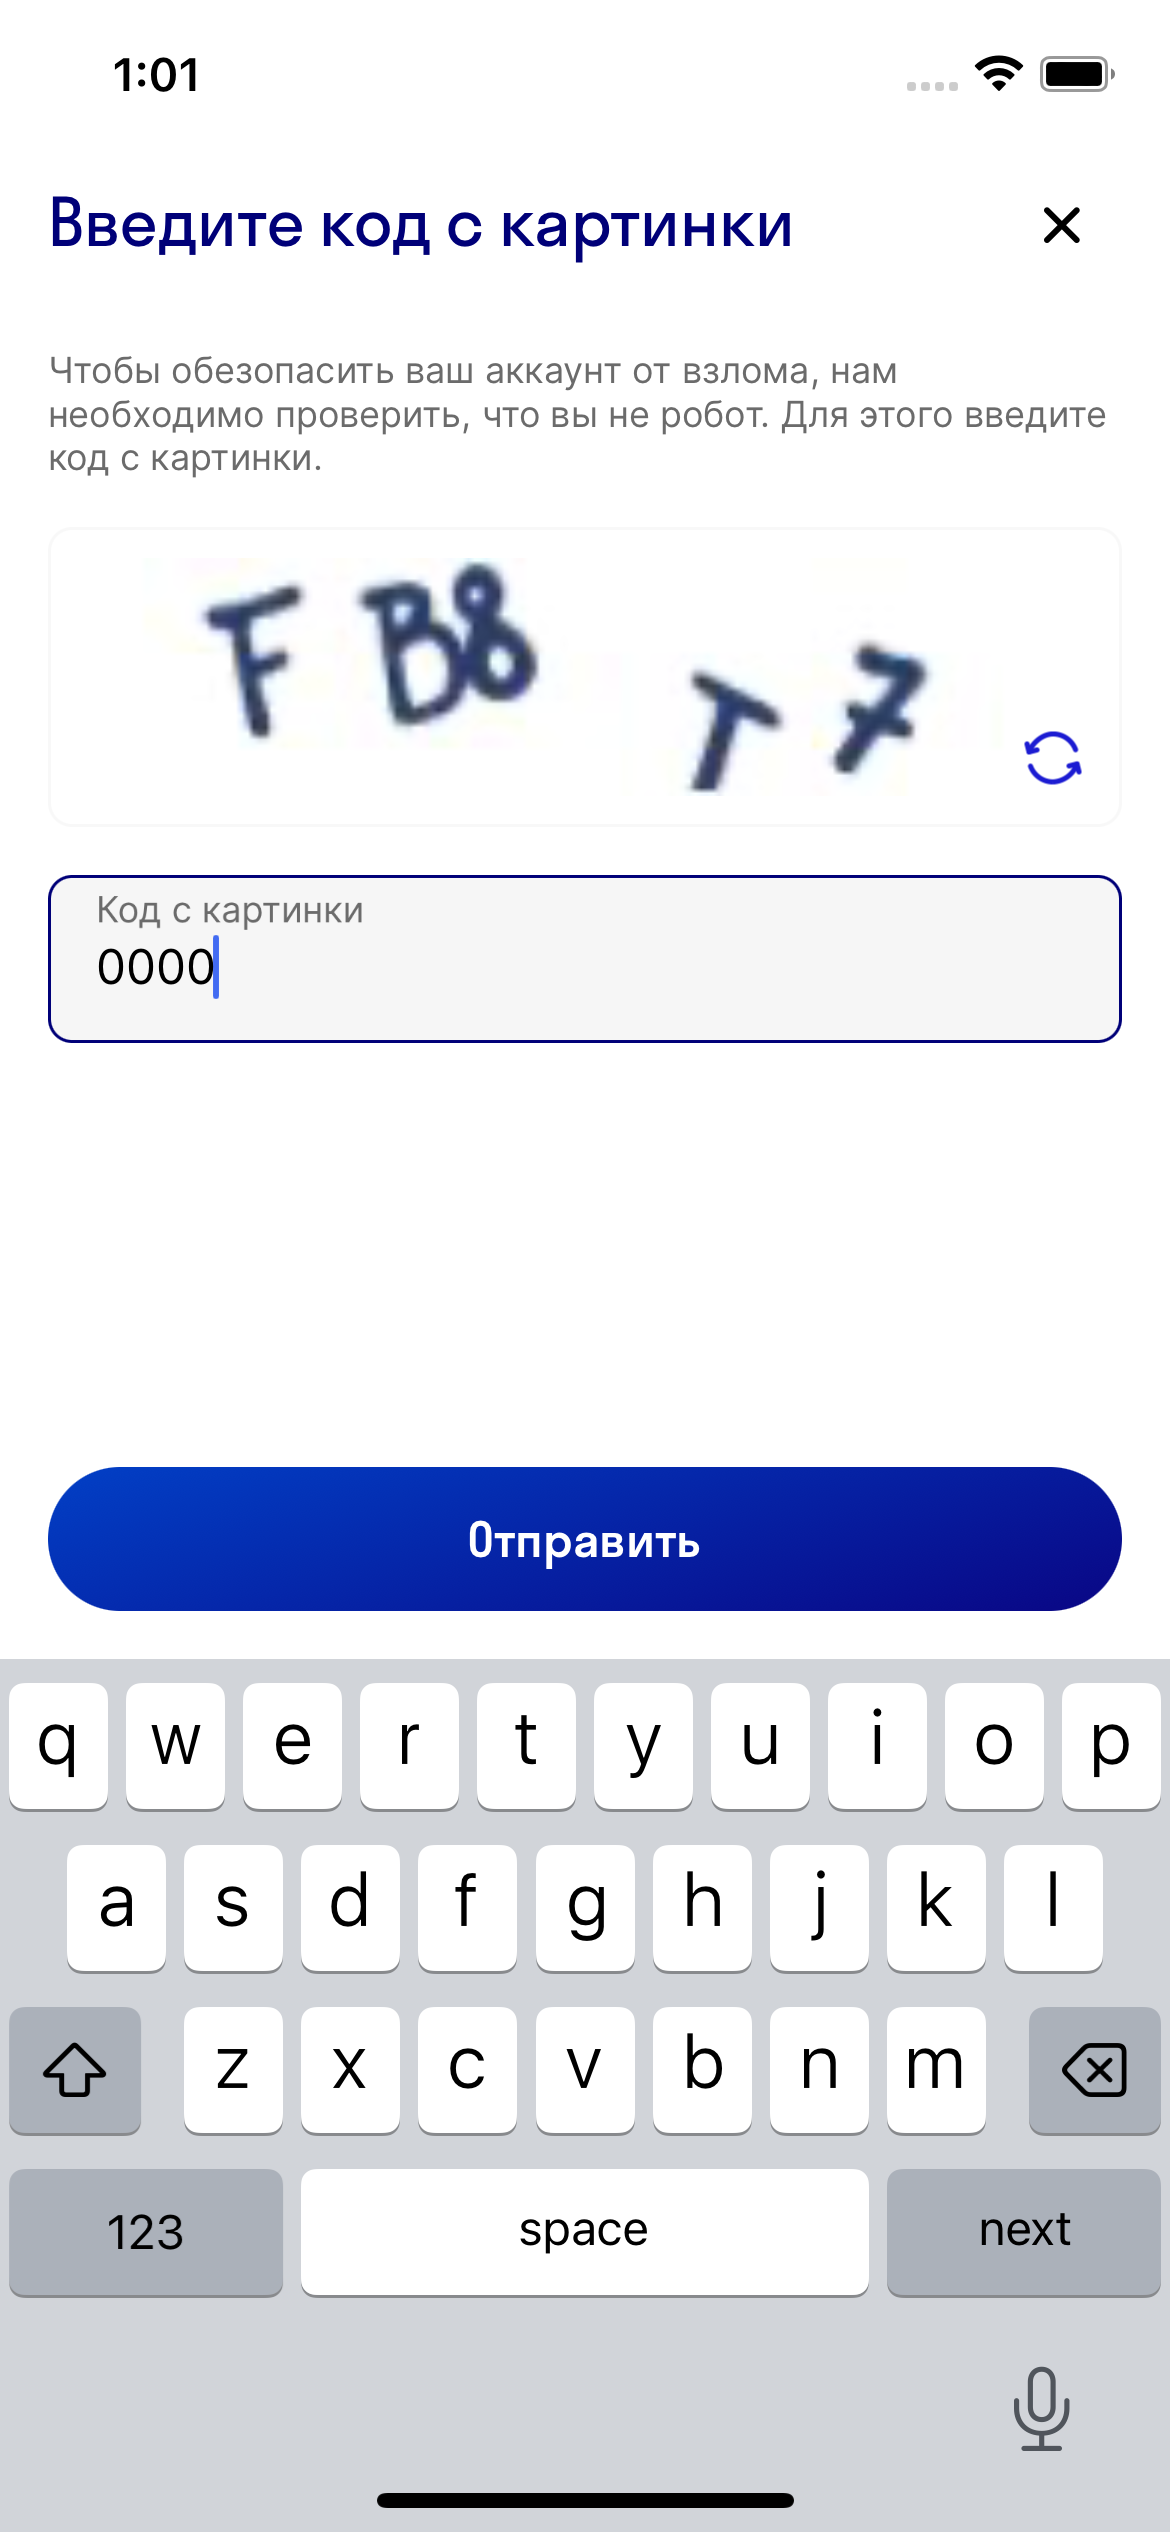 1:01
Введите код с картинки
Чтобы обезопасить ваш аккаунт от взлома, нам
необходимо проверить, что вы не робот. Для этого введите
код с картинки.
F B8 T 7
Код с картинки
0000
Отправить
q w e r t y u i o p
a s d f g h j k l
z x c v b n m
123 space next